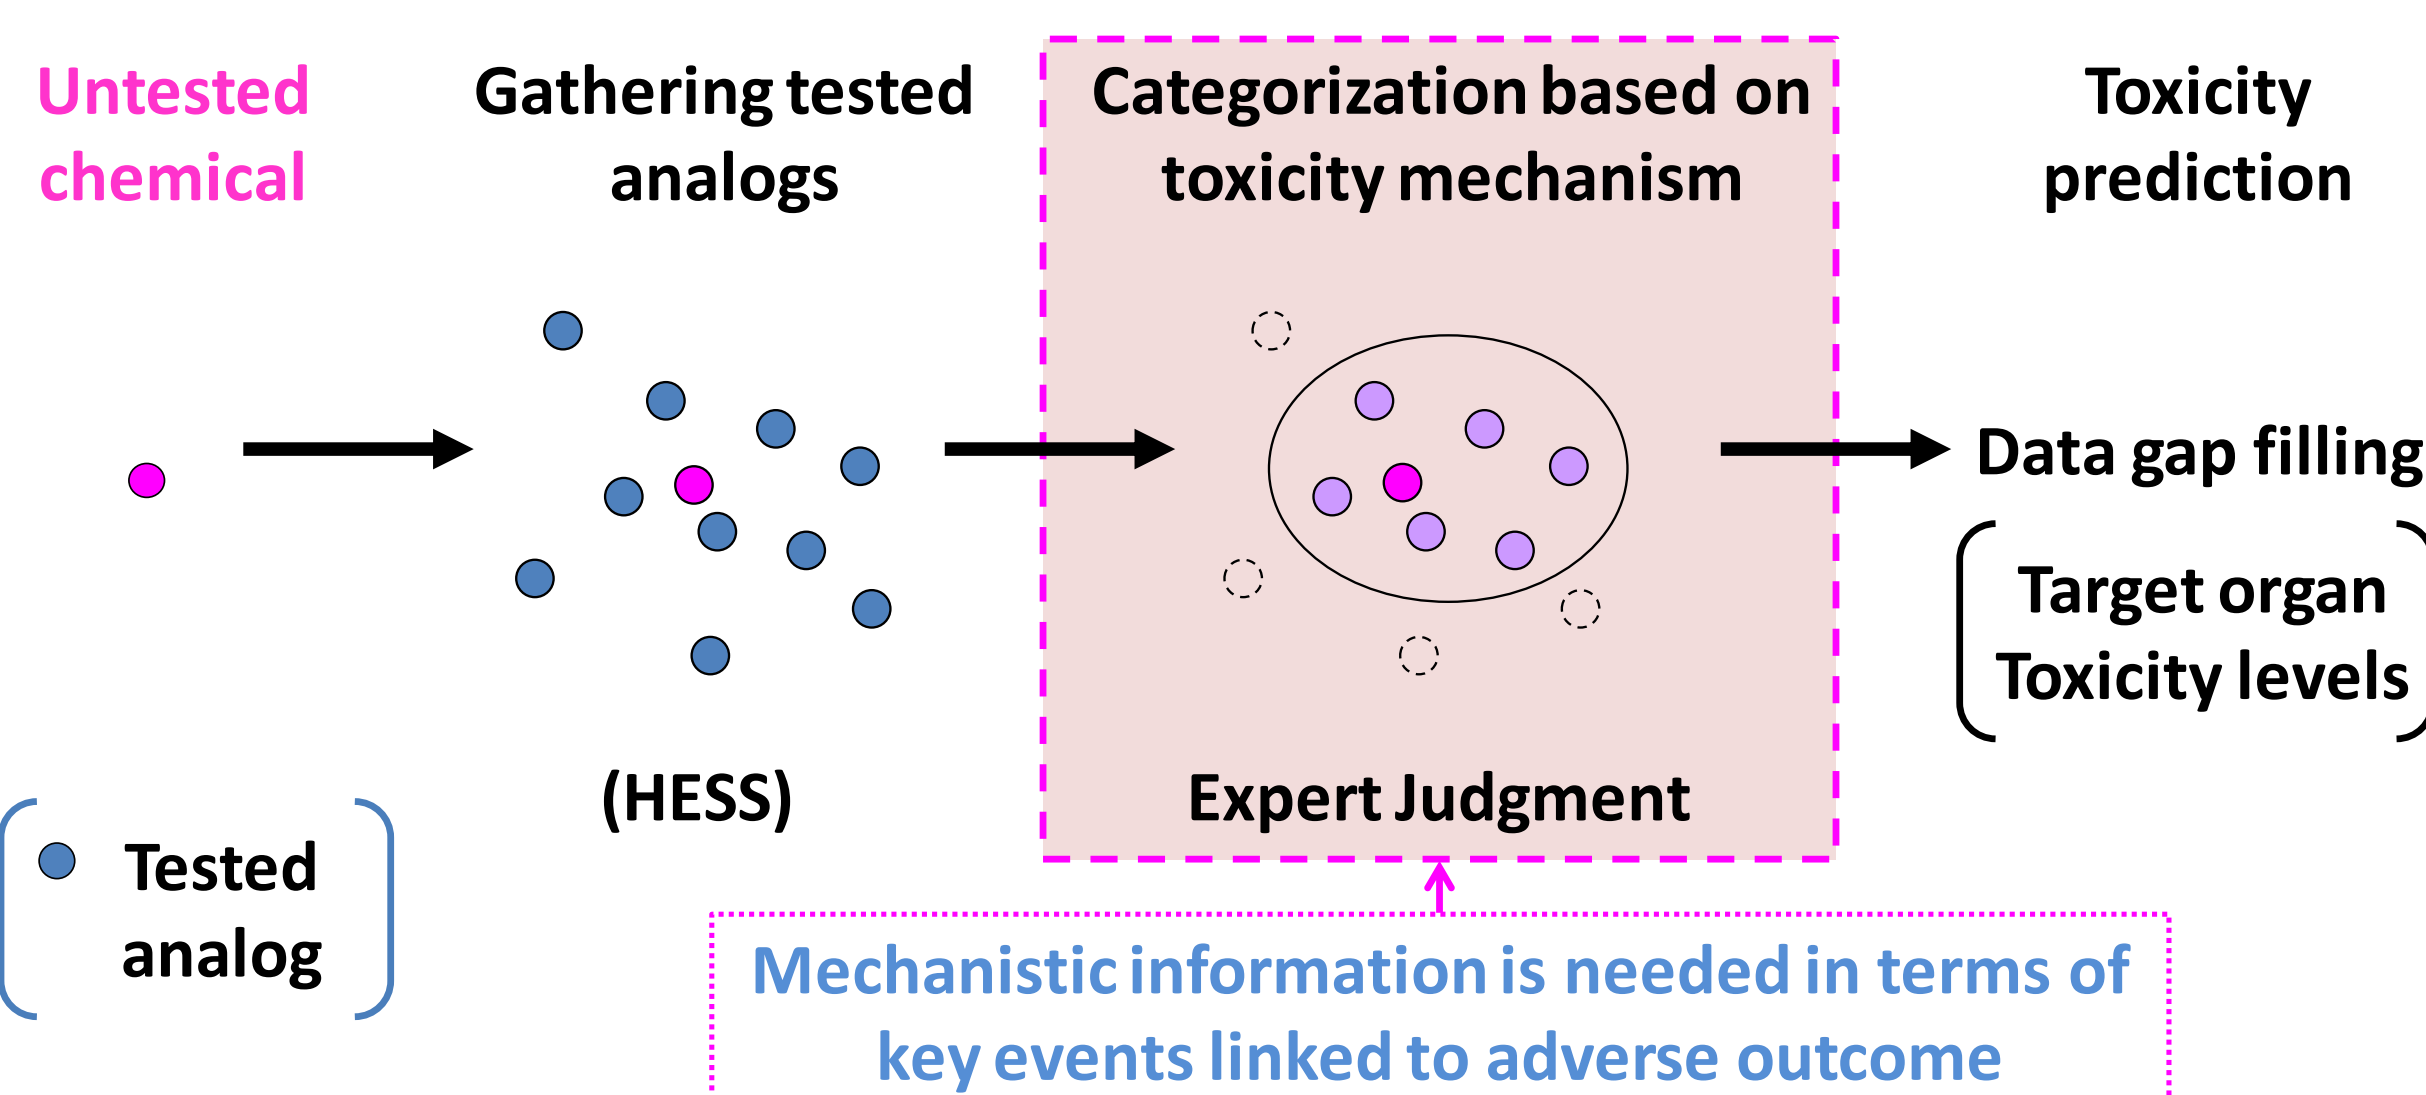 Untested
chemical
Gathering tested
analogs
Categorization based on
toxicity mechanism
Toxicity
prediction
Data gap filling
Target organ
Toxicity levels
(HESS)
Expert Judgment
Tested
analog
Mechanistic information is needed in terms of
key events linked to adverse outcome